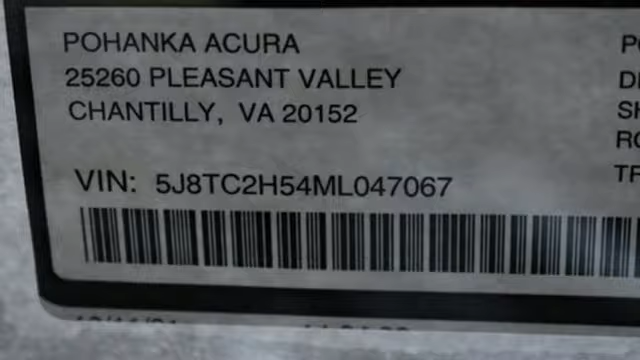 POHANKA ACURA
25260 PLEASANT VALLEY
CHANTILLY, VA 20152
VIN: 5J8TC2H54ML047067